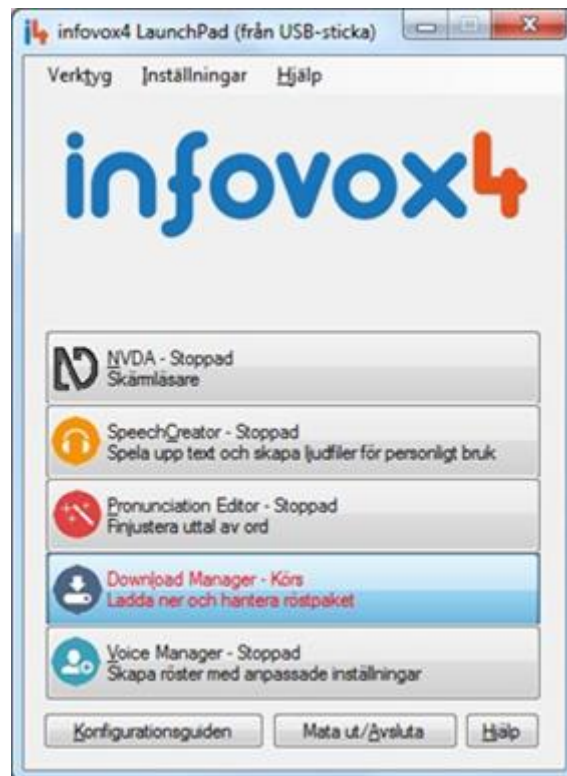 infovox4 LaunchPad (från USB-sticka)
Verktyg Inställningar Hjälp
infovox4
NVDA - Stoppad
Skärmläsare
SpeechCreator - Stoppad
Spela upp text och skapa ljudfiler för personligt bruk
Pronunciation Editor - Stoppad
Finjustera uttal av ord
Download Manager - Körs
Ladda ner och hantera röstpaket
Voice Manager - Stoppad
Skapa röster med anpassade inställningar
Konfigurationsguiden Mata ut/Avsluta Hjälp